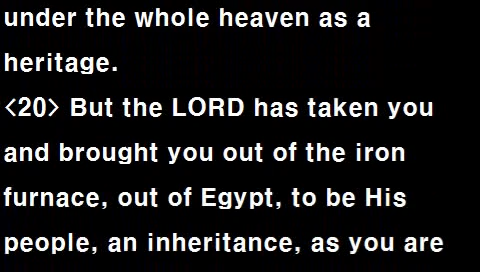 under the whole heaven as a
heritage.
<20> But the LORD has taken you
and brought you out of the iron
furnace, out of Egypt, to be His
people, an inheritance, as you are